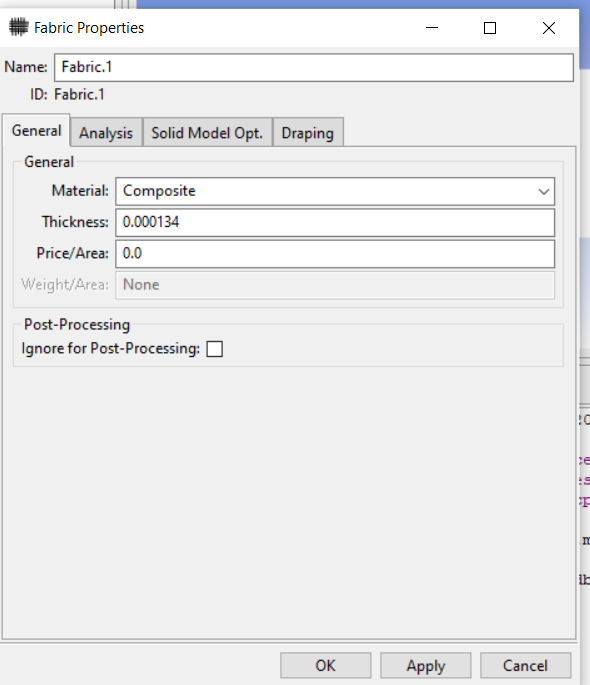 Fabric Properties
Name: Fabric.1
ID: Fabric.1
General Analysis Solid Model Opt. Draping
General
Material: Composite
Thickness: 0.000134
Price/Area: 0.0
Weight/Area: None
Post-Processing
Ignore for Post-Processing:
OK Apply Cancel